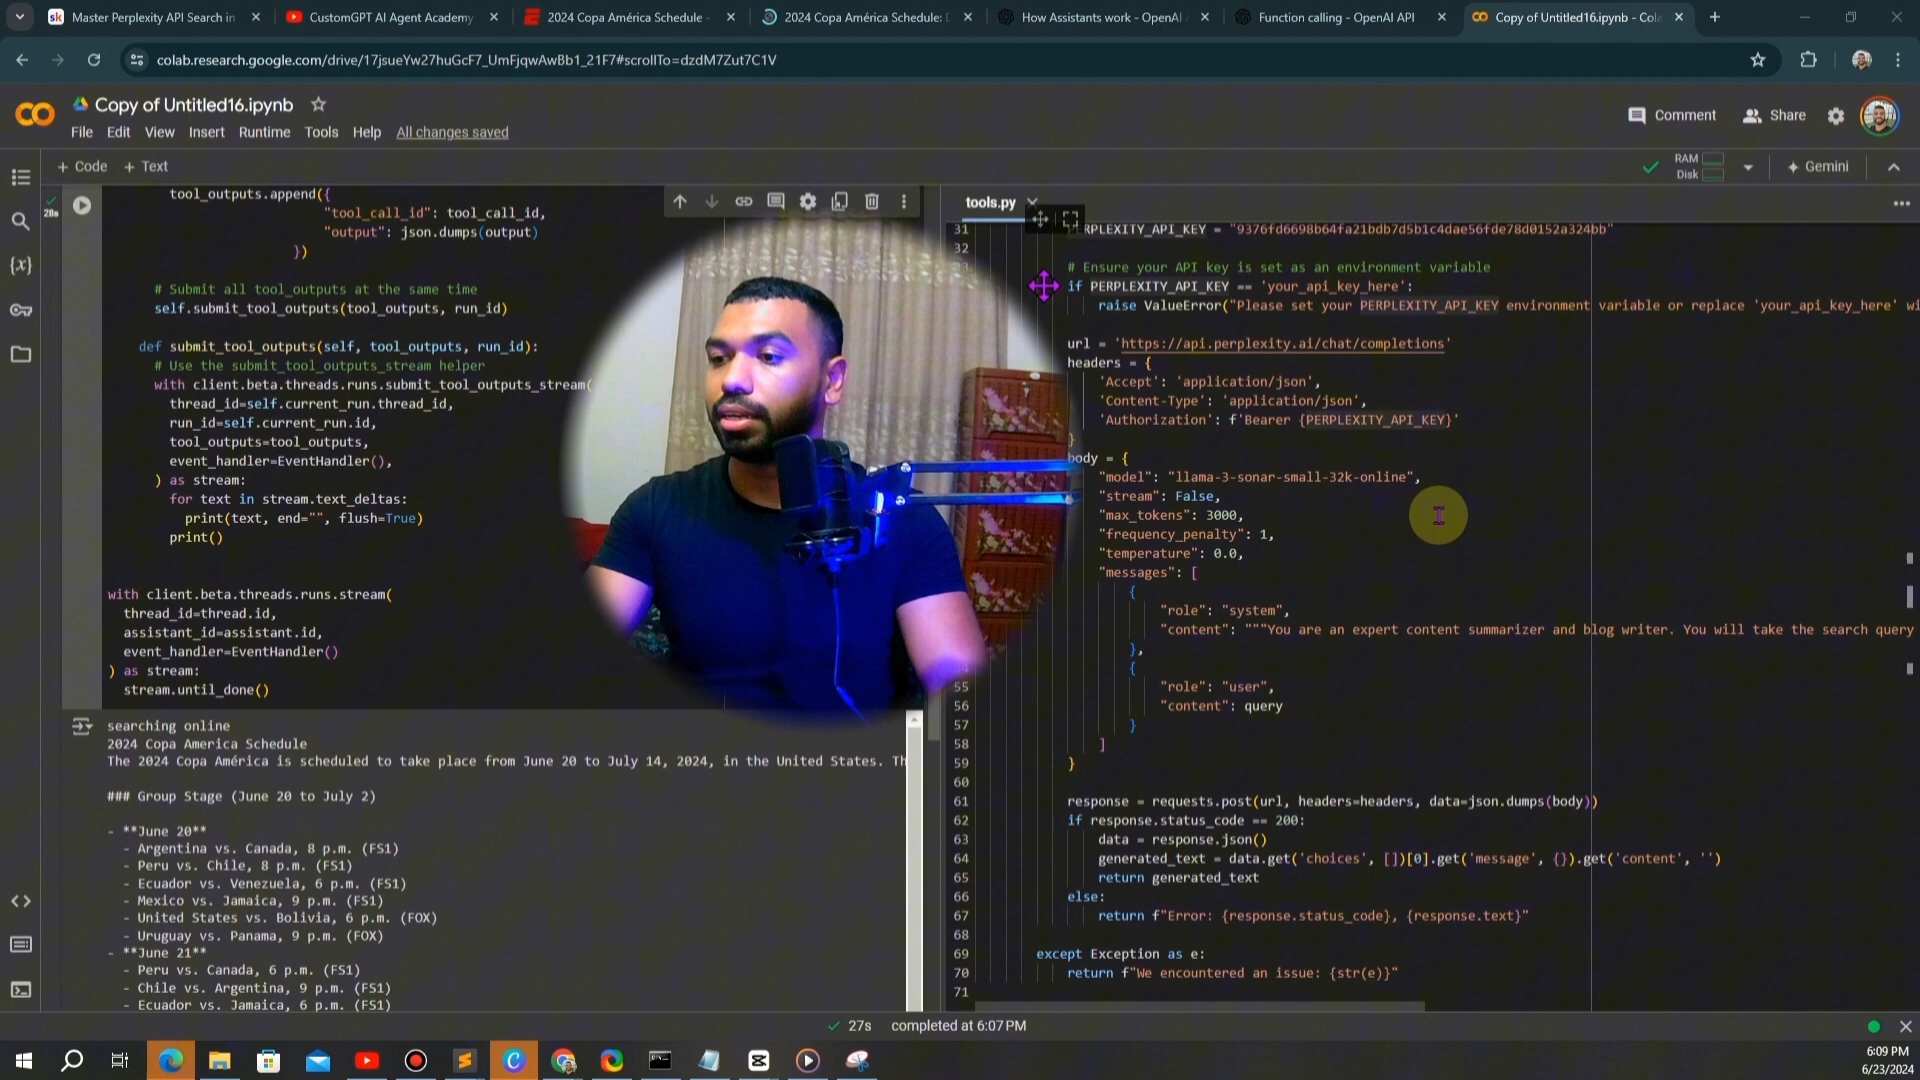 Master Perplexity API Search in
CustomGPT AI Agent Academy
2024 Copa América Schedule -
2024 Copa América Schedule: D
How Assistants work - OpenAI
Function calling - OpenAI API
Copy of Untitled16.ipynb - Cola
colab.research.google.com/drive/17jsueYw27huGcF7_UmFjqwAwBb1_21F7#scrollTo=dzdM7Zut7C1V
Copy of Untitled16.ipynb
File Edit View Insert Runtime Tools Help All changes saved
Comment Share
+ Code + Text
RAM
Disk
Gemini
28s
tool_outputs.append({
"tool_call_id": tool_call_id,
"output": json.dumps(output)
})
# Submit all tool_outputs at the same time
self.submit_tool_outputs(tool_outputs, run_id)
def submit_tool_outputs(self, tool_outputs, run_id):
# Use the submit_tool_outputs_stream helper
with client.beta.threads.runs.submit_tool_outputs_stream(
thread_id=self.current_run.thread_id,
run_id=self.current_run.id,
tool_outputs=tool_outputs,
event_handler=EventHandler(),
) as stream:
for text in stream.text_deltas:
print(text, end="", flush=True)
print()
with client.beta.threads.runs.stream(
thread_id=thread.id,
assistant_id=assistant.id,
event_handler=EventHandler()
) as stream:
stream.until_done()
searching online
2024 Copa America Schedule
The 2024 Copa América is scheduled to take place from June 20 to July 14, 2024, in the United States. Th
### Group Stage (June 20 to July 2)
- **June 20**
- Argentina vs. Canada, 8 p.m. (FS1)
- Peru vs. Chile, 8 p.m. (FS1)
- Ecuador vs. Venezuela, 6 p.m. (FS1)
- Mexico vs. Jamaica, 9 p.m. (FS1)
- United States vs. Bolivia, 6 p.m. (FOX)
- Uruguay vs. Panama, 9 p.m. (FOX)
- **June 21**
- Peru vs. Canada, 6 p.m. (FS1)
- Chile vs. Argentina, 9 p.m. (FS1)
- Ecuador vs. Jamaica, 6 p.m. (FS1)
tools.py
31 ERPLEXITY_API_KEY = "9376fd6698b64fa21bdb7d5b1c4dae56fde78d0152a324bb"
32
# Ensure your API key is set as an environment variable
if PERPLEXITY_API_KEY == 'your_api_key_here':
raise ValueError("Please set your PERPLEXITY_API_KEY environment variable or replace 'your_api_key_here' wi
url = 'https://api.perplexity.ai/chat/completions'
headers = {
'Accept': 'application/json',
'Content-Type': 'application/json',
'Authorization': f'Bearer {PERPLEXITY_API_KEY}'
}
body = {
"model": "llama-3-sonar-small-32k-online",
"stream": False,
"max_tokens": 3000,
"frequency_penalty": 1,
"temperature": 0.0,
"messages": [
{
"role": "system",
"content": """You are an expert content summarizer and blog writer. You will take the search query
},
{
55 "role": "user",
56 "content": query
57 }
58 ]
59 }
60
61 response = requests.post(url, headers=headers, data=json.dumps(body))
62 if response.status_code == 200:
63 data = response.json()
64 generated_text = data.get('choices', [])[0].get('message', {}).get('content', '')
65 return generated_text
66 else:
67 return f"Error: {response.status_code}, {response.text}"
68
69 except Exception as e:
70 return f"We encountered an issue: {str(e)}"
71
27s completed at 6:07 PM
6:09 PM
6/23/2024